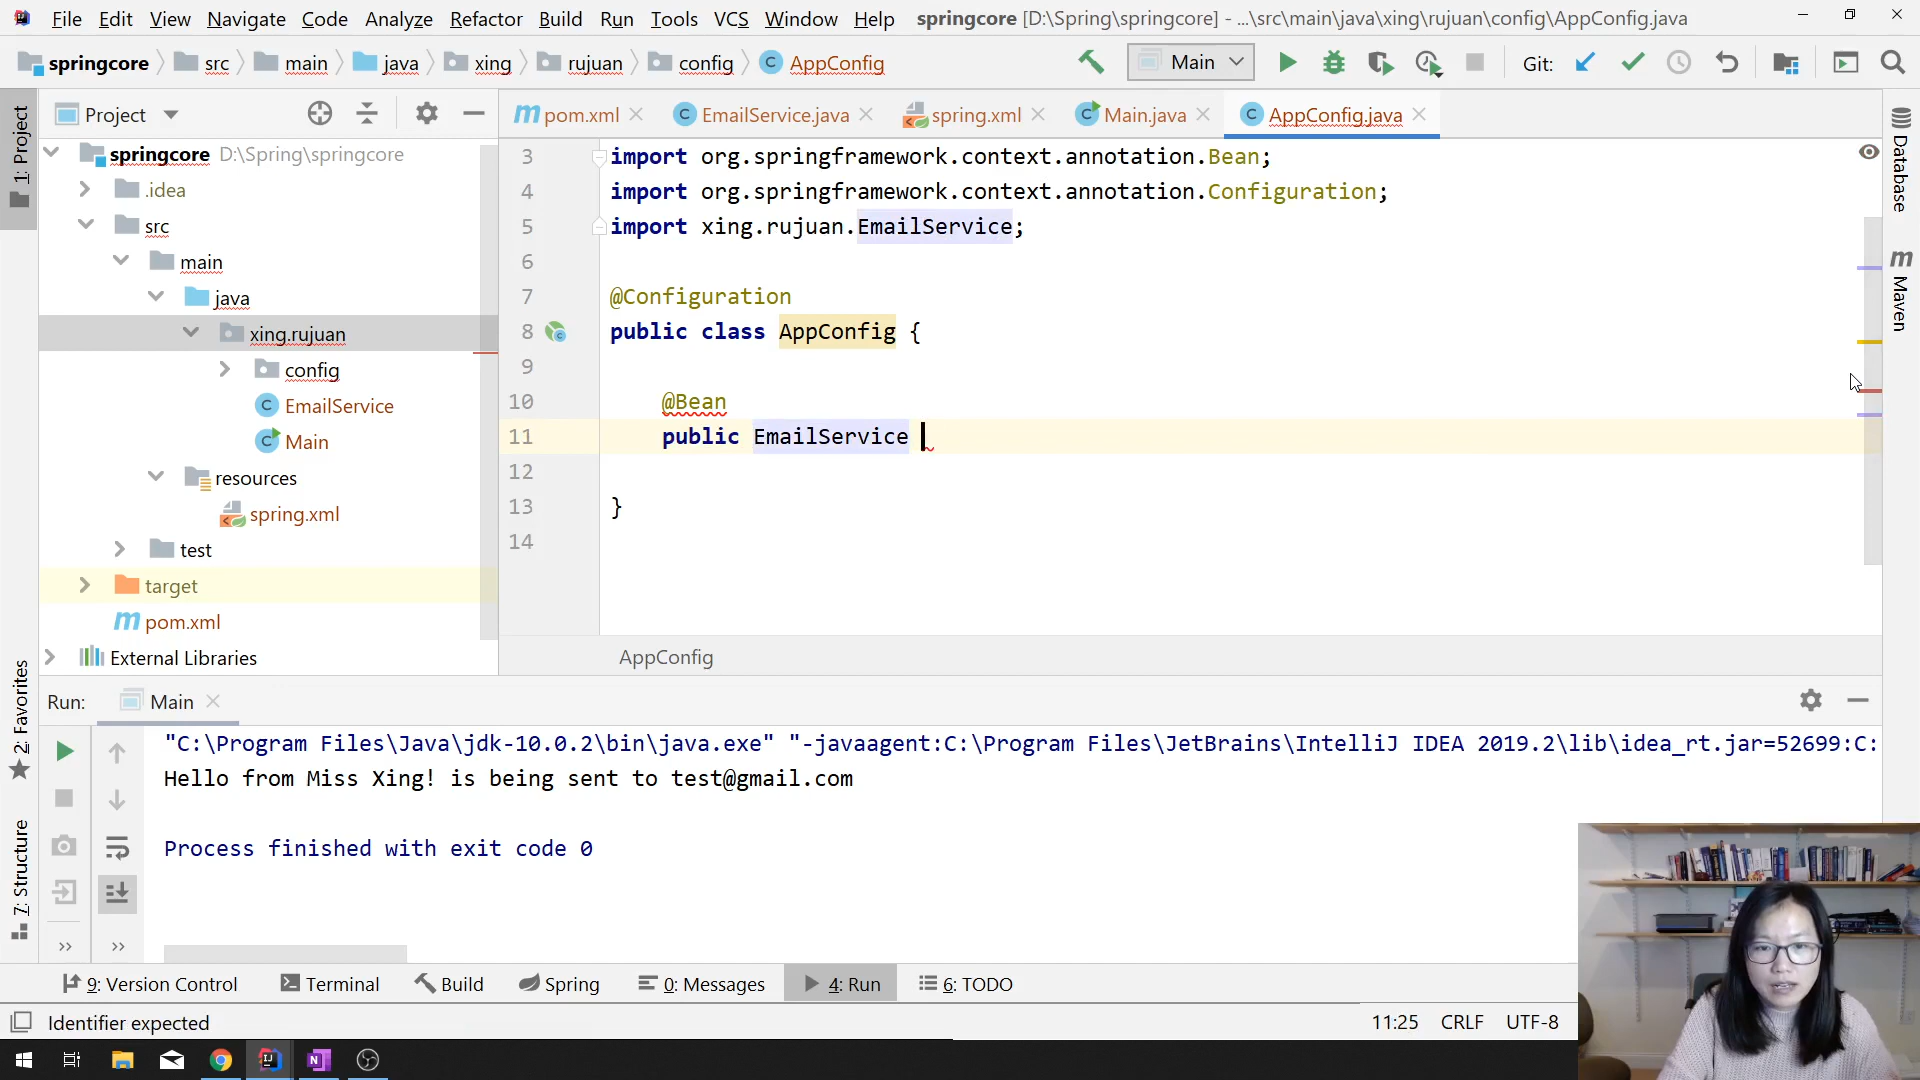 File Edit View Navigate Code Analyze Refactor Build Run Tools VCS Window Help springcore [D:\Spring\springcore] - ...\src\main\java\xing\rujuan\config\AppConfig.java
springcore src main java xing rujuan config AppConfig Main Git:
Project
pom.xml EmailService.java spring.xml Main.java AppConfig.java
1: Project
2: Favorites
7: Structure
Database
Maven
springcore D:\Spring\springcore
.idea
src
main
java
xing.rujuan
config
EmailService
Main
resources
spring.xml
test
target
pom.xml
External Libraries
3 import org.springframework.context.annotation.Bean;
4 import org.springframework.context.annotation.Configuration;
5 import xing.rujuan.EmailService;
6
7 @Configuration
8 public class AppConfig {
9
10 @Bean
11 public EmailService
12
13 }
14
AppConfig
Run: Main
"C:\Program Files\Java\jdk-10.0.2\bin\java.exe" "-javaagent:C:\Program Files\JetBrains\IntelliJ IDEA 2019.2\lib\idea_rt.jar=52699:C:
Hello from Miss Xing! is being sent to test@gmail.com
Process finished with exit code 0
9: Version Control Terminal Build Spring 0: Messages 4: Run 6: TODO
Identifier expected 11:25 CRLF UTF-8